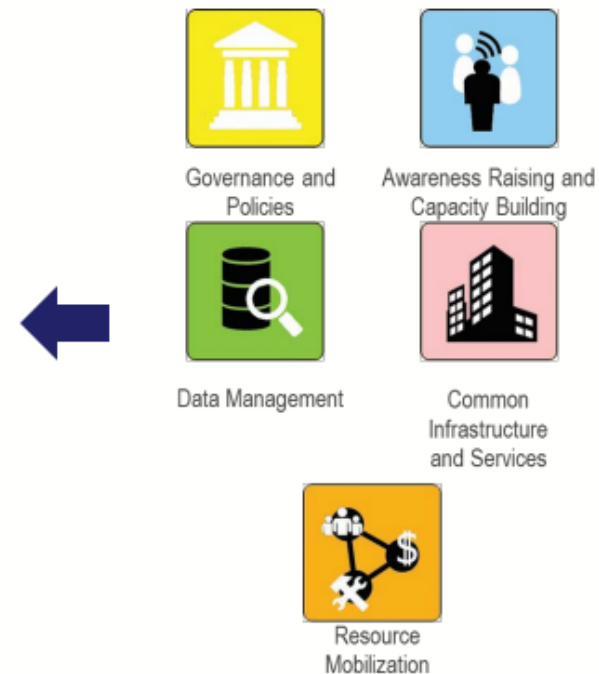 Governance and
Policies
Awareness Raising and
Capacity Building
Data Management
Common
Infrastructure
and Services
$
Resource
Mobilization